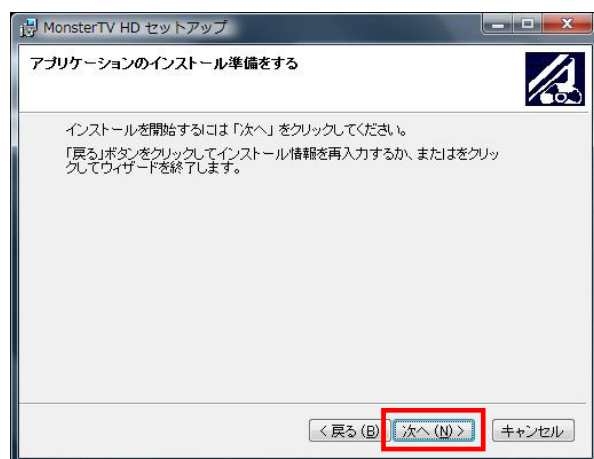 MonsterTV HD セットアップ
アプリケーションのインストール準備をする
インストールを開始するには「次へ」をクリックしてください。
「戻る」ボタンをクリックしてインストール情報を再入力するか、またはをクリッ
クしてウィザードを終了します。
< 戻る (B) 次へ (N) > キャンセル